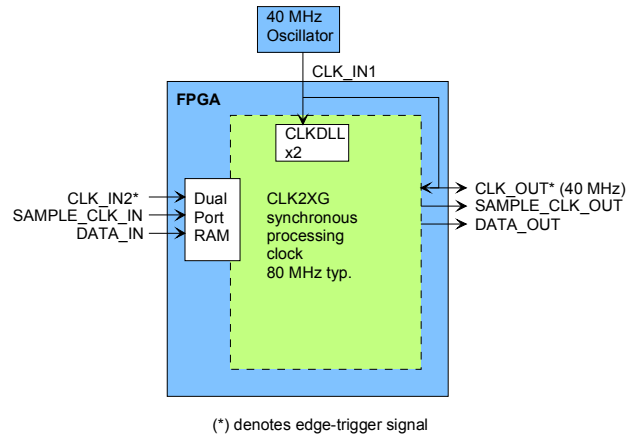 40 MHz
Oscillator
CLK_IN1
FPGA
CLKDLL
x2
CLK_IN2*
SAMPLE_CLK_IN
DATA_IN
Dual
Port
RAM
CLK2XG
synchronous
processing
clock
80 MHz typ.
CLK_OUT* (40 MHz)
SAMPLE_CLK_OUT
DATA_OUT
(*) denotes edge-trigger signal